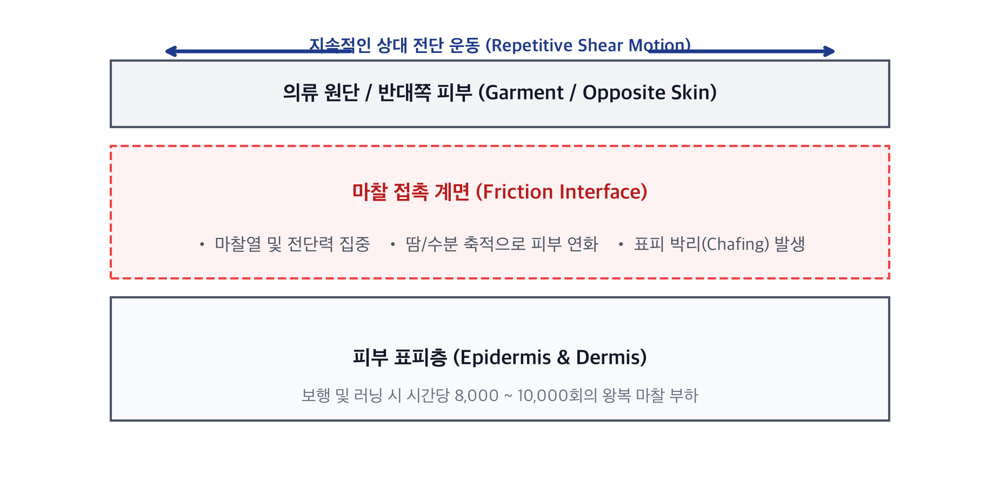 지속적인 상대 전단 운동 (Repetitive Shear Motion)
의류 원단 / 반대쪽 피부 (Garment / Opposite Skin)
마찰 접촉 계면 (Friction Interface)
• 마찰열 및 전단력 집중 • 땀/수분 축적으로 피부 연화 • 표피 박리(Chafing) 발생
피부 표피층 (Epidermis & Dermis)
보행 및 러닝 시 시간당 8,000 ~ 10,000회의 왕복 마찰 부하